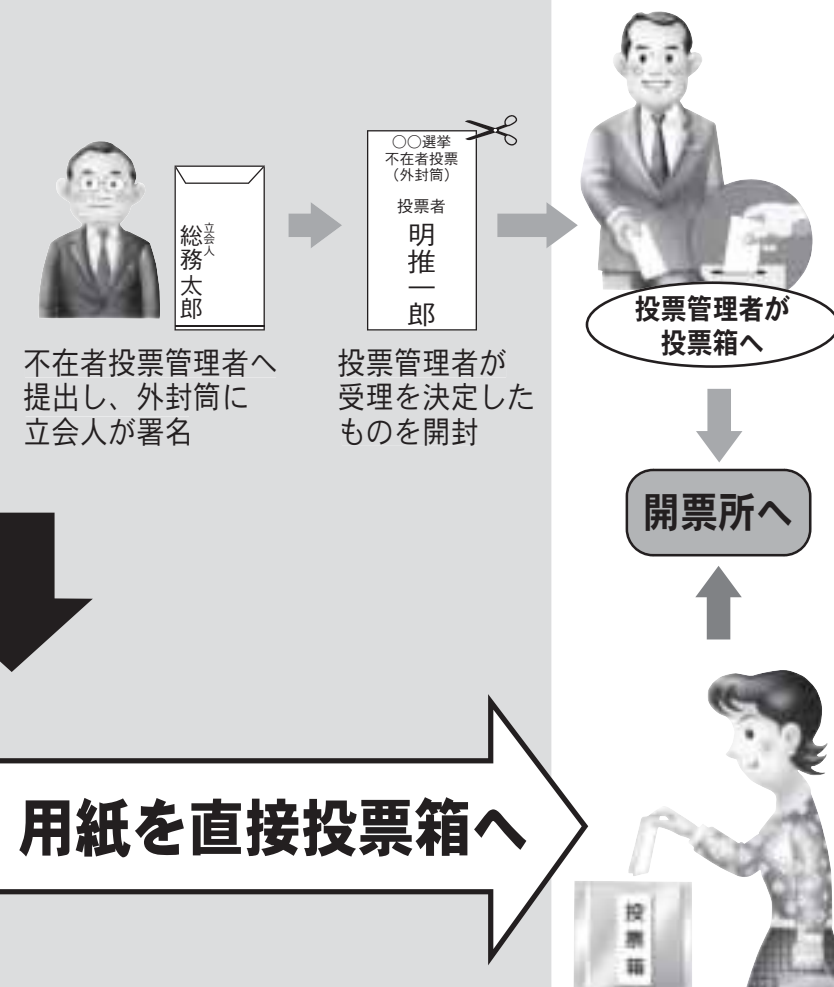 立会人
総務太郎
不在者投票管理者へ
提出し、外封筒に
立会人が署名
〇〇選挙
不在者投票
（外封筒）
投票者
明推一郎
投票管理者が
受理を決定した
ものを開封
投票管理者が
投票箱へ
開票所へ
用紙を直接投票箱へ
投票箱